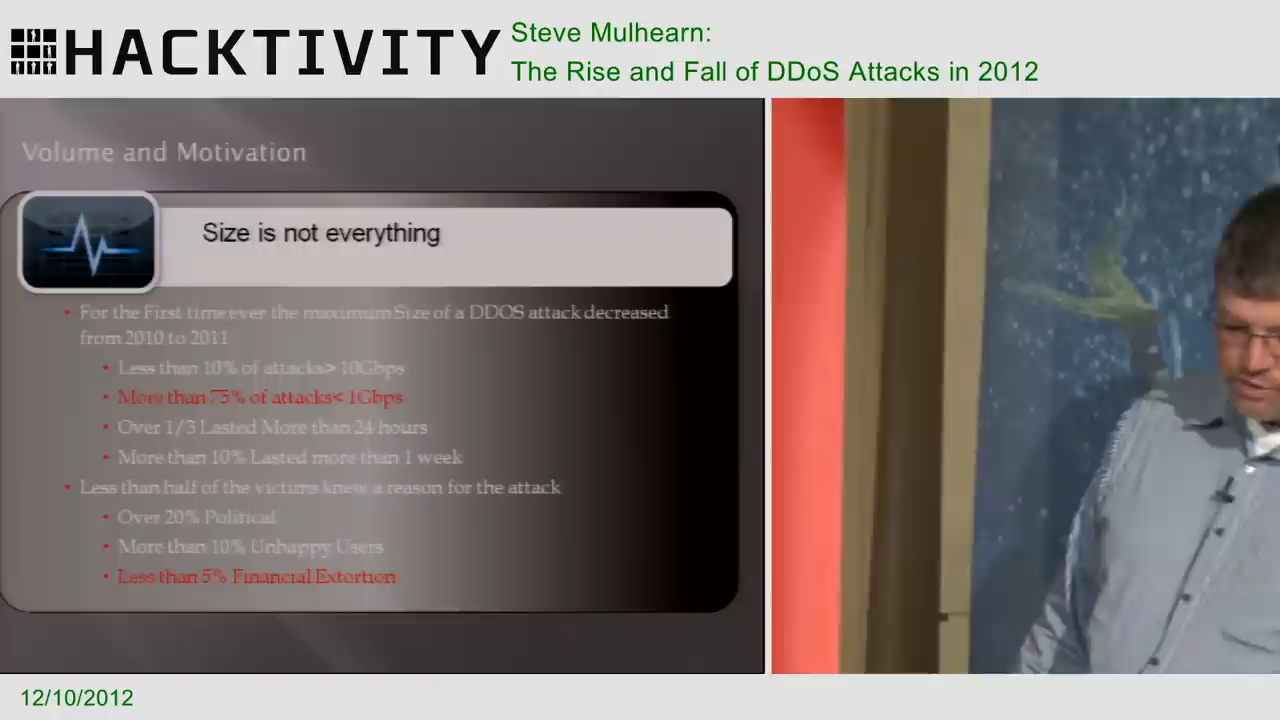 HACKTIVITY
Steve Mulhearn:
The Rise and Fall of DDoS Attacks in 2012
Volume and Motivation
Size is not everything
• For the First time ever the maximum Size of a DDOS attack decreased
from 2010 to 2011
• Less than 10% of attacks> 10Gbps
• More than 75% of attacks< 1Gbps
• Over 1/3 Lasted More than 24 hours
• More than 10% Lasted more than 1 week
• Less than half of the victims knew a reason for the attack
• Over 20% Political
• More than 10% Unhappy Users
• Less than 5% Financial Extortion
12/10/2012